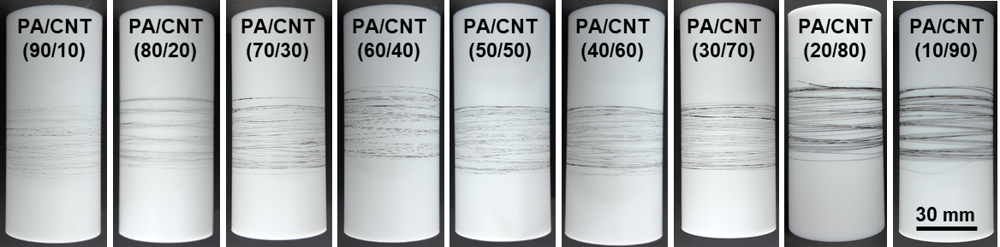 PA/CNT
(90/10)
PA/CNT
(80/20)
PA/CNT
(70/30)
PA/CNT
(60/40)
PA/CNT
(50/50)
PA/CNT
(40/60)
PA/CNT
(30/70)
PA/CNT
(20/80)
PA/CNT
(10/90)
30 mm